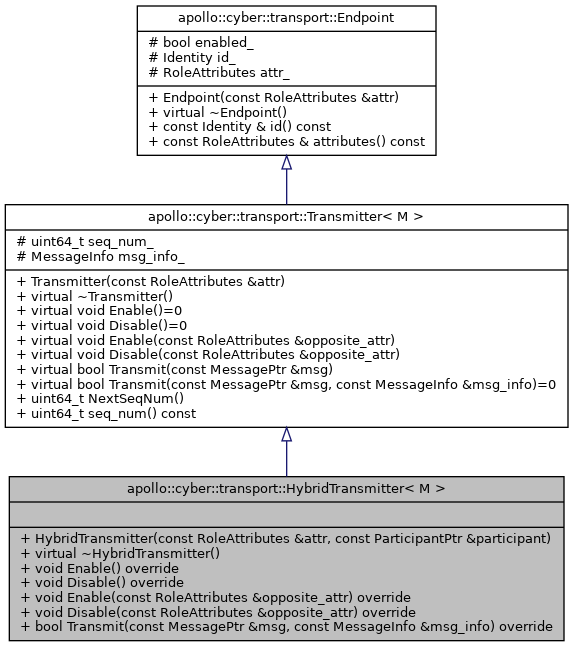 apollo::cyber::transport::Endpoint
# bool enabled_
# Identity id_
# RoleAttributes attr_
+ Endpoint(const RoleAttributes &attr)
+ virtual ~Endpoint()
+ const Identity & id() const
+ const RoleAttributes & attributes() const
apollo::cyber::transport::Transmitter< M >
# uint64_t seq_num_
# MessageInfo msg_info_
+ Transmitter(const RoleAttributes &attr)
+ virtual ~Transmitter()
+ virtual void Enable()=0
+ virtual void Disable()=0
+ virtual void Enable(const RoleAttributes &opposite_attr)
+ virtual void Disable(const RoleAttributes &opposite_attr)
+ virtual bool Transmit(const MessagePtr &msg)
+ virtual bool Transmit(const MessagePtr &msg, const MessageInfo &msg_info)=0
+ uint64_t NextSeqNum()
+ uint64_t seq_num() const
apollo::cyber::transport::HybridTransmitter< M >
+ HybridTransmitter(const RoleAttributes &attr, const ParticipantPtr &participant)
+ virtual ~HybridTransmitter()
+ void Enable() override
+ void Disable() override
+ void Enable(const RoleAttributes &opposite_attr) override
+ void Disable(const RoleAttributes &opposite_attr) override
+ bool Transmit(const MessagePtr &msg, const MessageInfo &msg_info) override